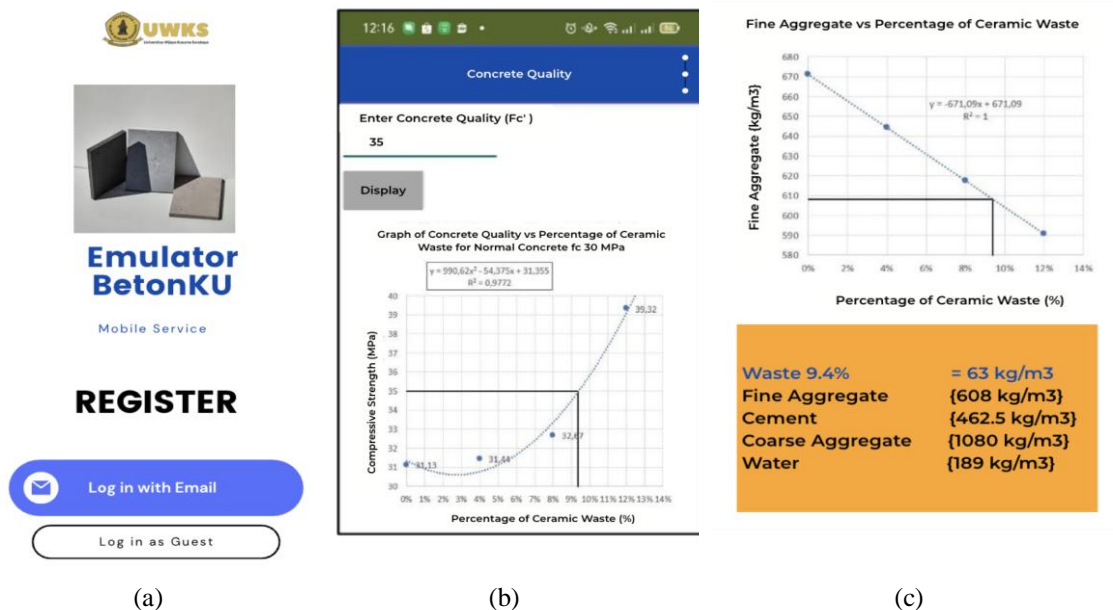 UWKS
Universitas Wijaya Kusuma Surabaya
Emulator
BetonKU
Mobile Service
REGISTER
Log in with Email
Log in as Guest
(a)
12:16
Concrete Quality
Enter Concrete Quality (Fc' )
35
Display
Graph of Concrete Quality vs Percentage of Ceramic
Waste for Normal Concrete fc 30 MPa
y = 990,62x² - 54,375x + 31,355
R² = 0,9772
Compressive Strength (MPa)
40
39
38
37
36
35
34
33
32
31
30
31,13
31,44
32,67
39,32
0% 1% 2% 3% 4% 5% 6% 7% 8% 9% 10% 11% 12% 13% 14%
Percentage of Ceramic Waste (%)
(b)
Fine Aggregate vs Percentage of Ceramic Waste
Fine Aggregate {kg/m3}
680
670
660
650
640
630
620
610
600
590
580
y = -671,09x + 671,09
R² = 1
0% 2% 4% 6% 8% 10% 12% 14%
Percentage of Ceramic Waste (%)
Waste 9.4% = 63 kg/m3
Fine Aggregate {608 kg/m3}
Cement {462.5 kg/m3}
Coarse Aggregate {1080 kg/m3}
Water {189 kg/m3}
(c)